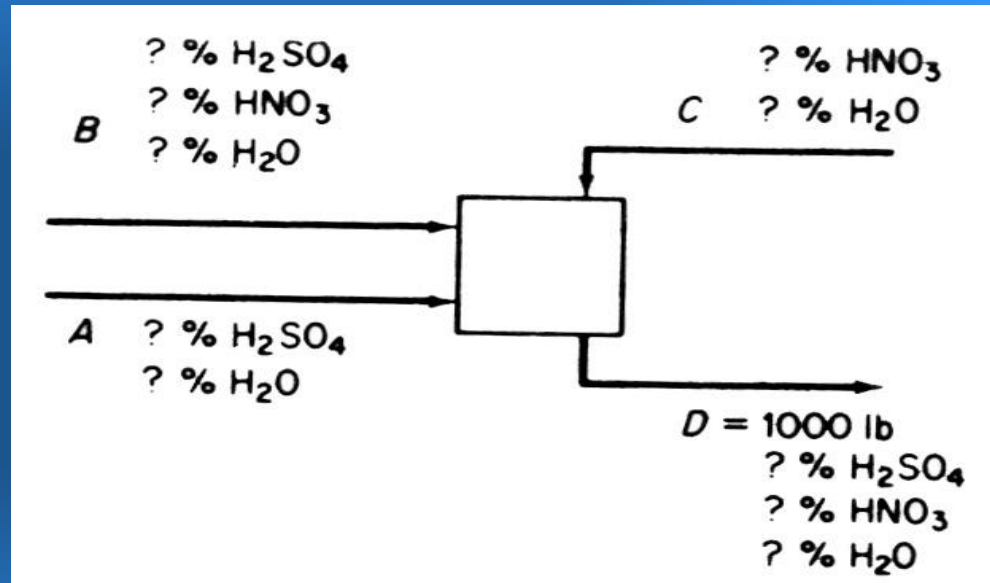 B
? % H₂SO₄
? % HNO₃
? % H₂O
C
? % HNO₃
? % H₂O
A
? % H₂SO₄
? % H₂O
D = 1000 lb
? % H₂SO₄
? % HNO₃
? % H₂O